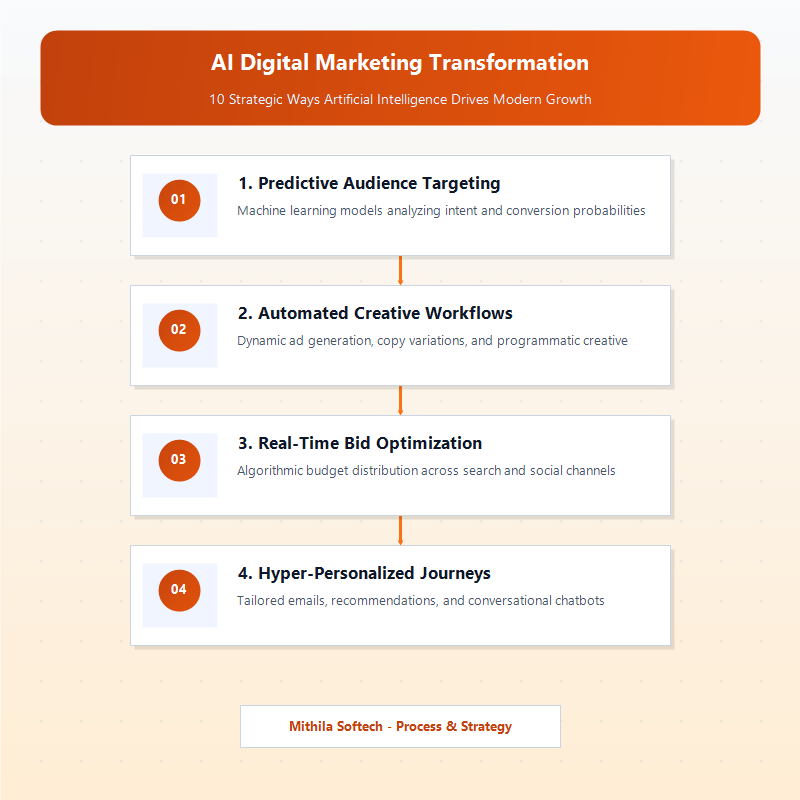 AI Digital Marketing Transformation
10 Strategic Ways Artificial Intelligence Drives Modern Growth
01
1. Predictive Audience Targeting
Machine learning models analyzing intent and conversion probabilities
02
2. Automated Creative Workflows
Dynamic ad generation, copy variations, and programmatic creative
03
3. Real-Time Bid Optimization
Algorithmic budget distribution across search and social channels
04
4. Hyper-Personalized Journeys
Tailored emails, recommendations, and conversational chatbots
Mithila Softech - Process & Strategy